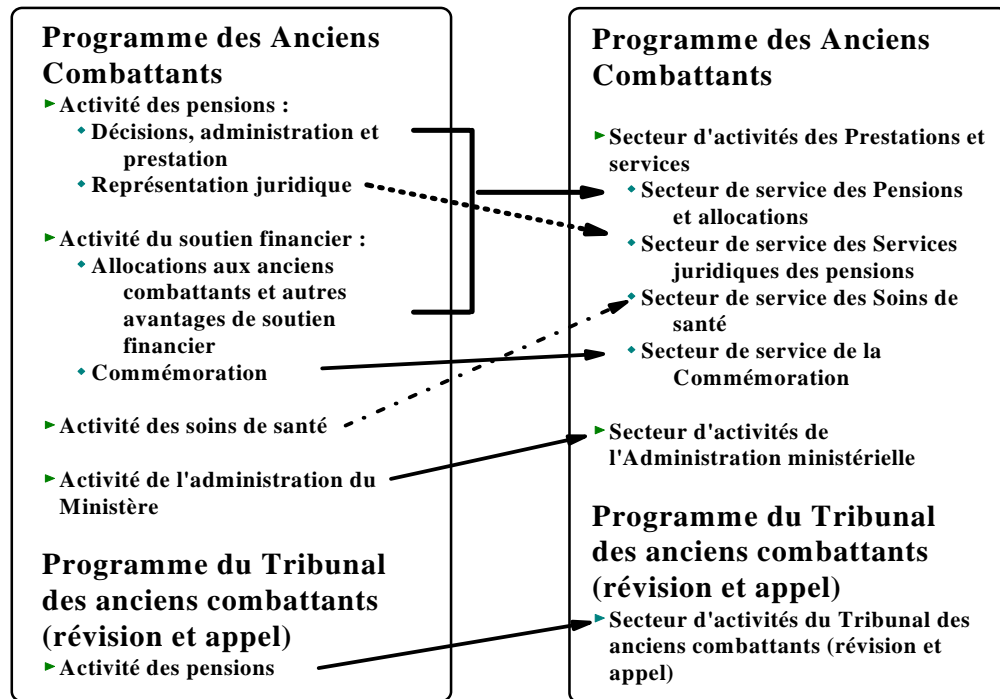 Programme des Anciens
Combattants
Activité des pensions :
Décisions, administration et
prestation
Représentation juridique
Activité du soutien financier :
Allocations aux anciens
combattants et autres
avantages de soutien
financier
Commémoration
Activité des soins de santé
Activité de l'administration du
Ministère
Programme du Tribunal
des anciens combattants
(révision et appel)
Activité des pensions
Programme des Anciens
Combattants
Secteur d'activités des Prestations et
services
Secteur de service des Pensions
et allocations
Secteur de service des Services
juridiques des pensions
Secteur de service des Soins de
santé
Secteur de service de la
Commémoration
Secteur d'activités de
l'Administration ministérielle
Programme du Tribunal
des anciens combattants
(révision et appel)
Secteur d'activités du Tribunal des
anciens combattants (révision et
appel)